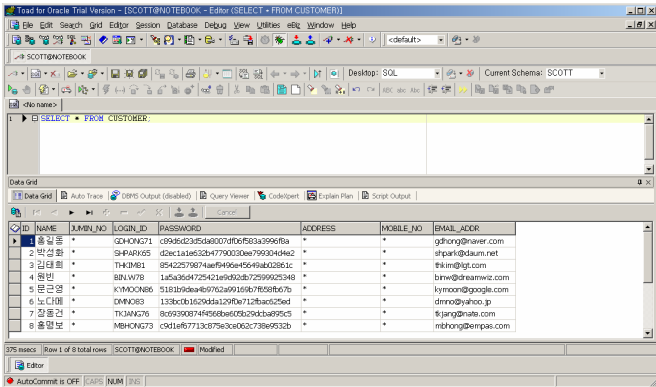 Toad for Oracle Trial Version - [SCOTT@NOTEBOOK - Editor (SELECT * FROM CUSTOMER)]
File Edit Search Grid Editor Session Database Debug View Utilities eBiz Window Help
<default>
SCOTT@NOTEBOOK
Desktop: SQL Current Schema: SCOTT
ABC abc Abc
<No name>
1 SELECT * FROM CUSTOMER;
Data Grid
Data Grid Auto Trace DBMS Output (disabled) Query Viewer CodeXpert Explain Plan Script Output
Cancel
ID NAME JUMIN_NO LOGIN_ID PASSWORD ADDRESS MOBILE_NO EMAIL_ADDR
1 홍길동 * GDHONG71 c89d6d23d5da8007df06f583a3996f8a * * gdhong@naver.com
2 박성화 * SHPARK65 d2ec1a1e632b47790030ee799304d4e2 * * shpark@daum.net
3 김태희 * THKIM81 85422579874aef9496e45649ab02861c * * thkim@lgt.com
4 원빈 * BIN.W78 1a5a36d4725421e9d92db72599925348 * * binw@dreamwiz.com
5 문근영 * KYMOON86 5181b9dea4b9762a99169b7f658fb67b * * kymoon@google.com
6 노다메 * DMNO83 133bc0b1629dda129f0e712fbac625ed * * dmno@yahoo.jp
7 장동건 * TKJANG76 8c69390874f4568be605b29dcba895c5 * * tkjang@nate.com
8 홍명보 * MBHONG73 c9d1ef67713c875e3ce062c738e9532b * * mbhong@empas.com
375 msecs Row 1 of 8 total rows SCOTT@NOTEBOOK Modified
Editor
AutoCommit is OFF CAPS NUM INS